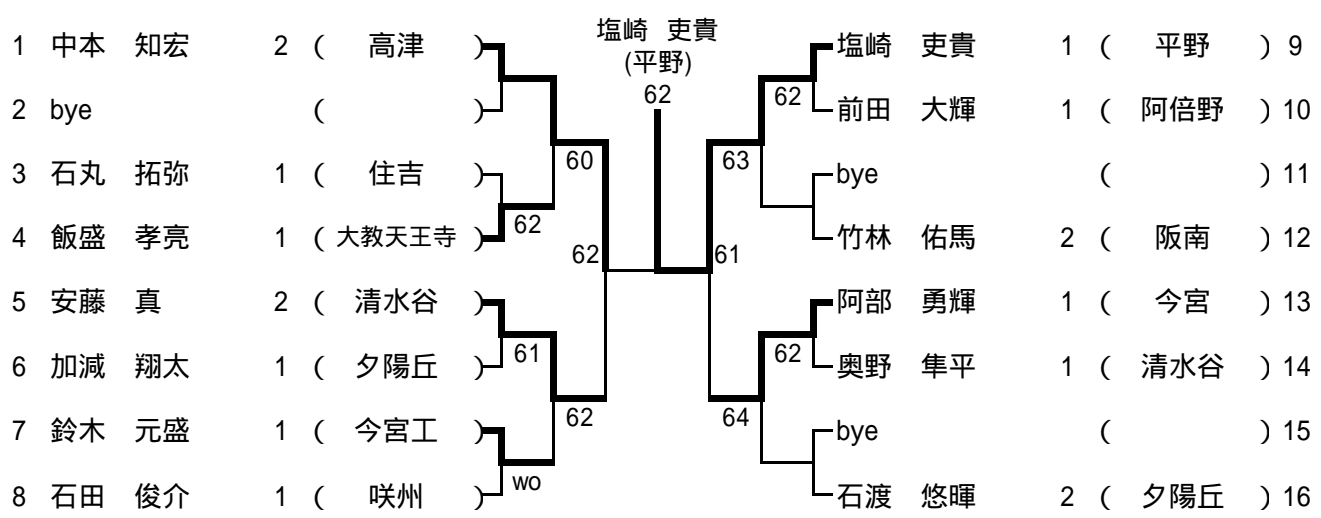 塩崎 吏貴
(平野)
62
1 中本 知宏 2 ( 高津 )
2 bye ( )
3 石丸 拓弥 1 ( 住吉 )
4 飯盛 孝亮 1 ( 大教天王寺 )
5 安藤 真 2 ( 清水谷 )
6 加減 翔太 1 ( 夕陽丘 )
7 鈴木 元盛 1 ( 今宮工 )
8 石田 俊介 1 ( 咲州 )
60
62
62
61
62
wo
塩崎 吏貴 1 ( 平野 ) 9
前田 大輝 1 ( 阿倍野 ) 10
bye ( ) 11
竹林 佑馬 2 ( 阪南 ) 12
阿部 勇輝 1 ( 今宮 ) 13
奥野 隼平 1 ( 清水谷 ) 14
bye ( ) 15
石渡 悠暉 2 ( 夕陽丘 ) 16
62
63
61
62
64